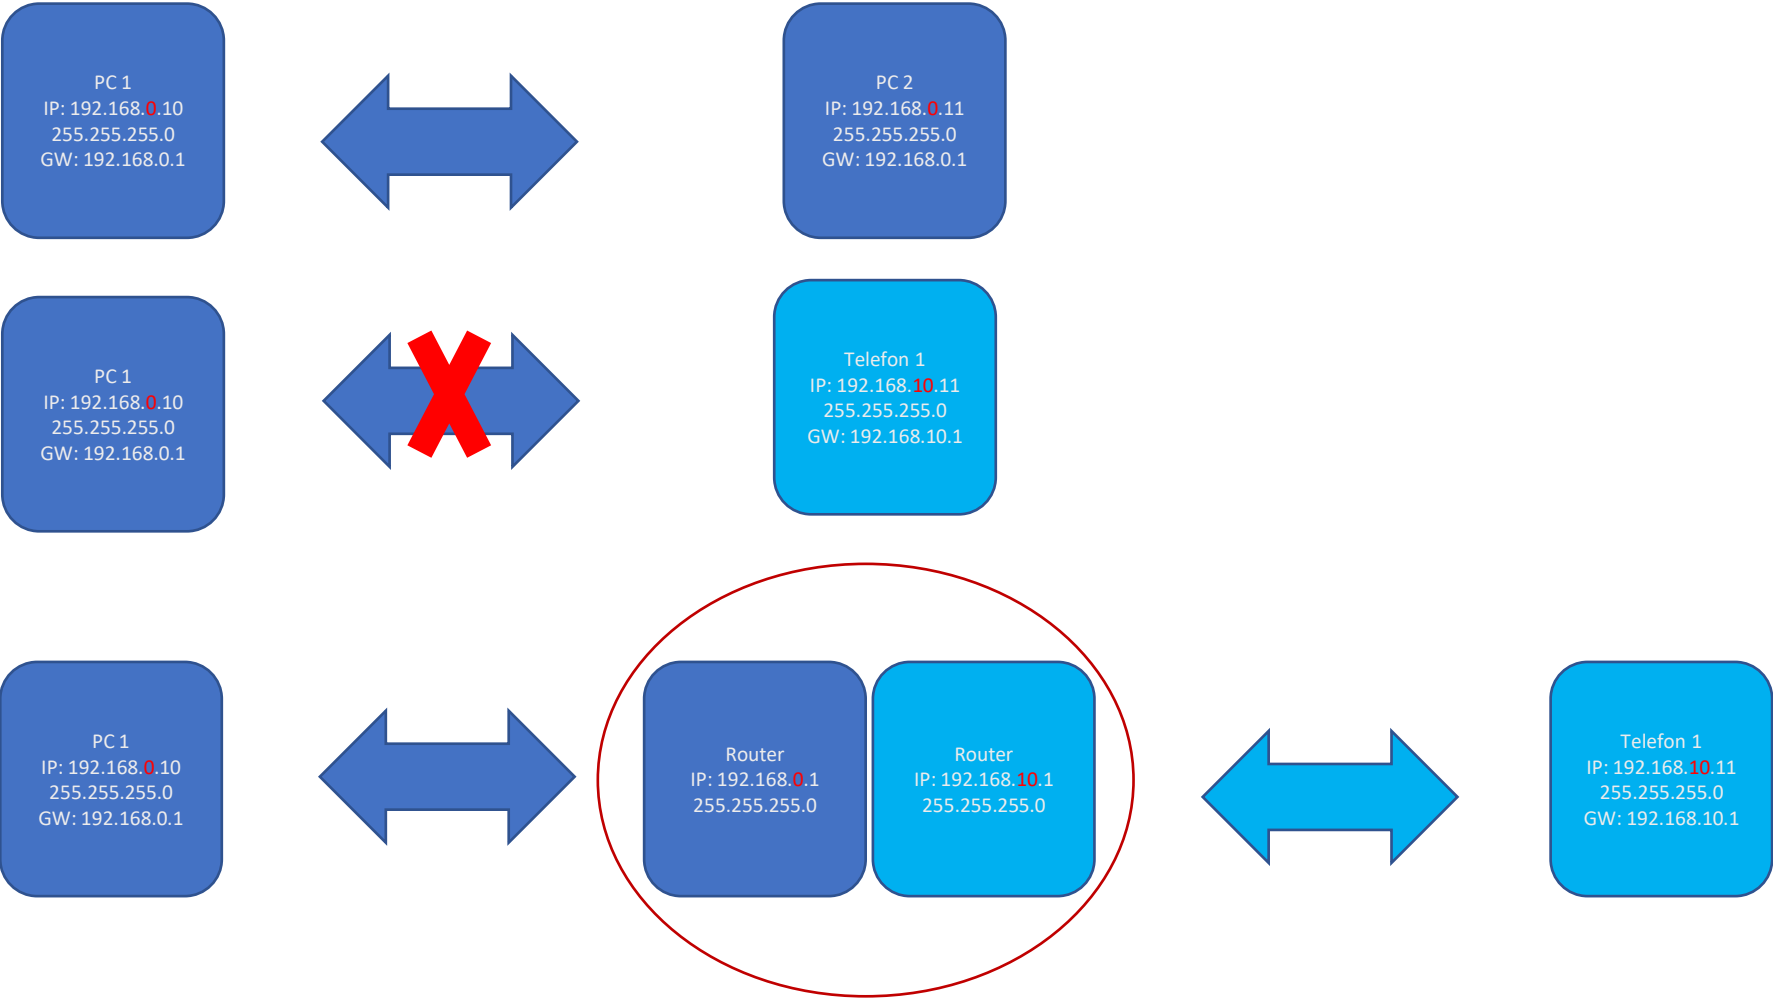 PC 1
IP: 192.168.0.10
255.255.255.0
GW: 192.168.0.1
PC 2
IP: 192.168.0.11
255.255.255.0
GW: 192.168.0.1
PC 1
IP: 192.168.0.10
255.255.255.0
GW: 192.168.0.1
Telefon 1
IP: 192.168.10.11
255.255.255.0
GW: 192.168.10.1
PC 1
IP: 192.168.0.10
255.255.255.0
GW: 192.168.0.1
Router
IP: 192.168.0.1
255.255.255.0
Router
IP: 192.168.10.1
255.255.255.0
Telefon 1
IP: 192.168.10.11
255.255.255.0
GW: 192.168.10.1